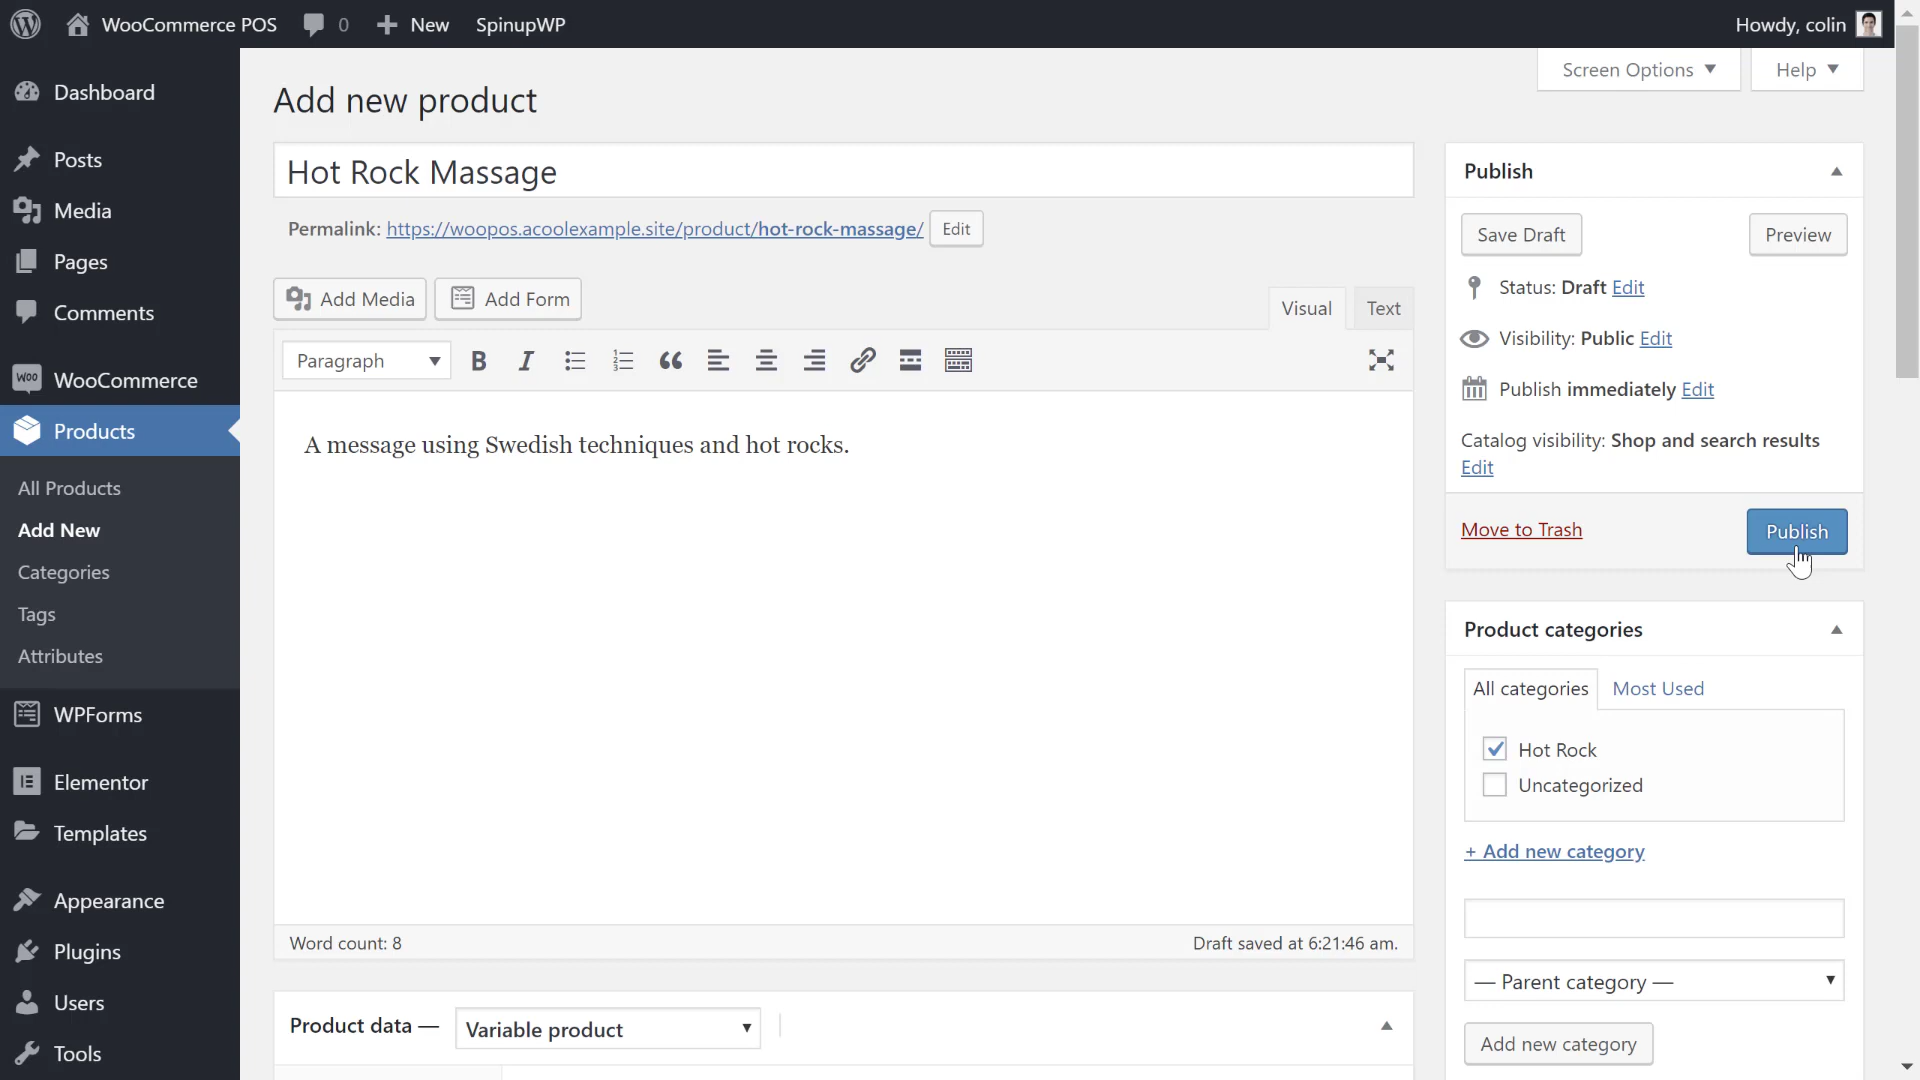 WooCommerce POS 0 New SpinupWP Howdy, colin
Screen Options Help
Dashboard
Posts
Media
Pages
Comments
WOO WooCommerce
Products
All Products
Add New
Categories
Tags
Attributes
WPForms
Elementor
Templates
Appearance
Plugins
Users
Tools
Add new product
Hot Rock Massage
Permalink: https://woopos.acoolexample.site/product/hot-rock-massage/ Edit
Add Media Add Form Visual Text
Paragraph
A message using Swedish techniques and hot rocks.
Word count: 8 Draft saved at 6:21:46 am.
Product data — Variable product
Publish
Save Draft Preview
Status: Draft Edit
Visibility: Public Edit
Publish immediately Edit
Catalog visibility: Shop and search results
Edit
Move to Trash Publish
Product categories
All categories Most Used
Hot Rock
Uncategorized
+ Add new category
— Parent category —
Add new category